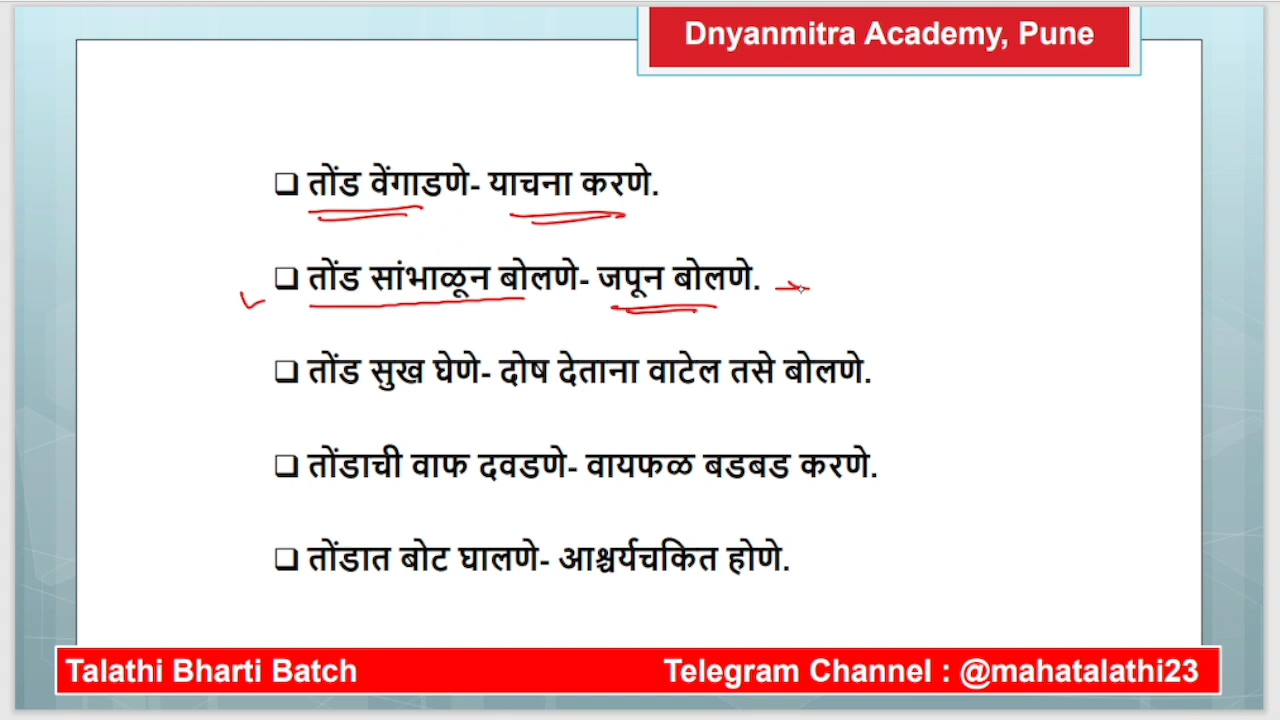 Dnyanmitra Academy, Pune
तोंड वेंगाडणे- याचना करणे.
तोंड सांभाळून बोलणे- जपून बोलणे.
तोंड सुख घेणे- दोष देताना वाटेल तसे बोलणे.
तोंडाची वाफ दवडणे- वायफळ बडबड करणे.
तोंडात बोट घालणे- आश्चर्यचकित होणे.
Talathi Bharti Batch
Telegram Channel : @mahatalathi23